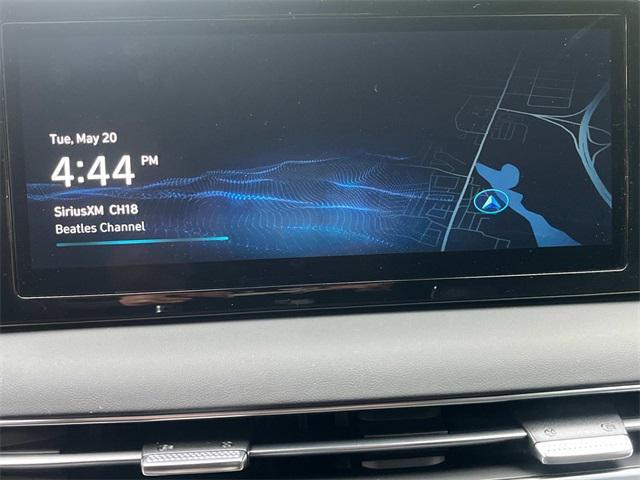 Tue, May 20
4:44 PM
SiriusXM CH18
Beatles Channel